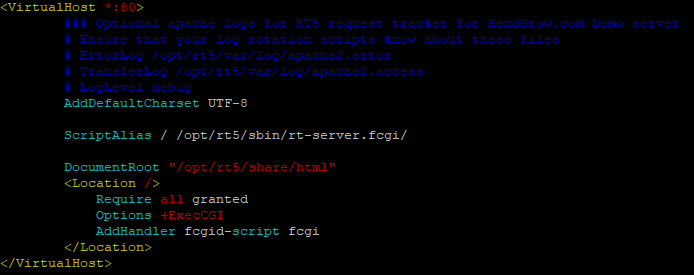 <VirtualHost *:80>
### Optional apache logs for RT5 request tracker for HendGrow.com Demo server
# Ensure that your log rotation scripts know about these files
# ErrorLog /opt/rt5/var/log/apache2.error
# TransferLog /opt/rt5/var/log/apache2.access
# LogLevel debug
AddDefaultCharset UTF-8
ScriptAlias / /opt/rt5/sbin/rt-server.fcgi/
DocumentRoot "/opt/rt5/share/html"
<Location />
Require all granted
Options +ExecCGI
AddHandler fcgid-script fcgi
</Location>
</VirtualHost>